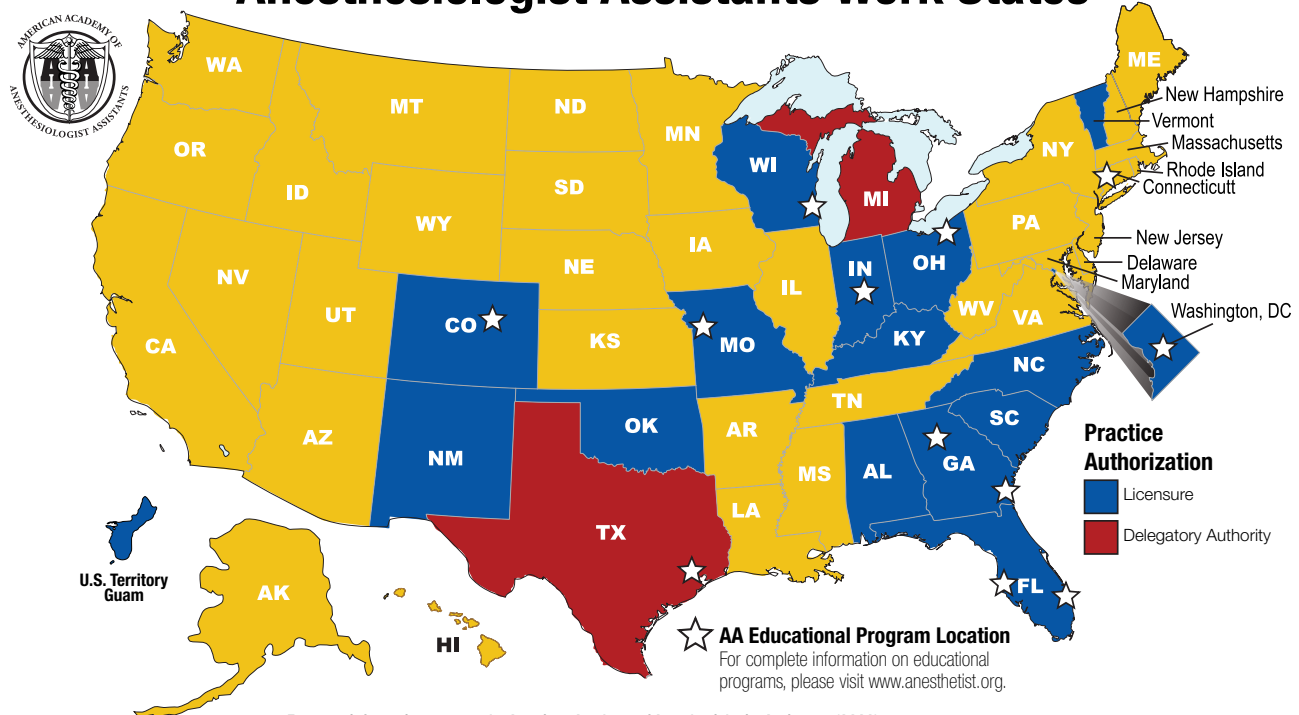 Anesthesiologist Assistants Work States
AMERICAN ACADEMY OF
AA
ANESTHESIOLOGIST ASSISTANTS
WA
MT
ND
MN
ME
New Hampshire
Vermont
Massachusetts
Rhode Island
Connecticutt
OR
ID
WY
SD
WI
MI
NY
PA
New Jersey
Delaware
Maryland
Washington, DC
NV
UT
CO
NE
IA
IL
IN
OH
WV
VA
CA
KS
MO
KY
NC
AZ
NM
OK
AR
TN
SC
MS
AL
GA
TX
LA
FL
Practice
Authorization
Licensure
Delegatory Authority
U.S. Territory
Guam
AK
HI
AA Educational Program Location
For complete information on educational
programs, please visit www.anesthetist.org.